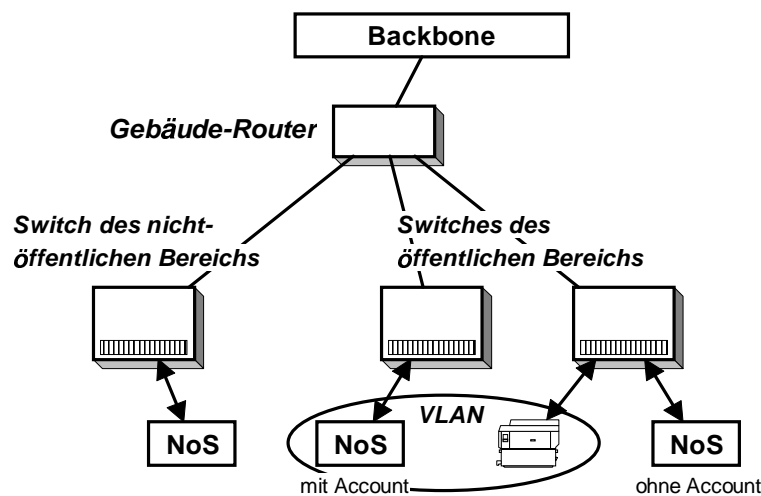 Backbone
Gebäude-Router
Switch des nicht-
öffentlichen Bereichs
Switches des
öffentlichen Bereichs
VLAN
NoS
NoS
NoS
mit Account
ohne Account